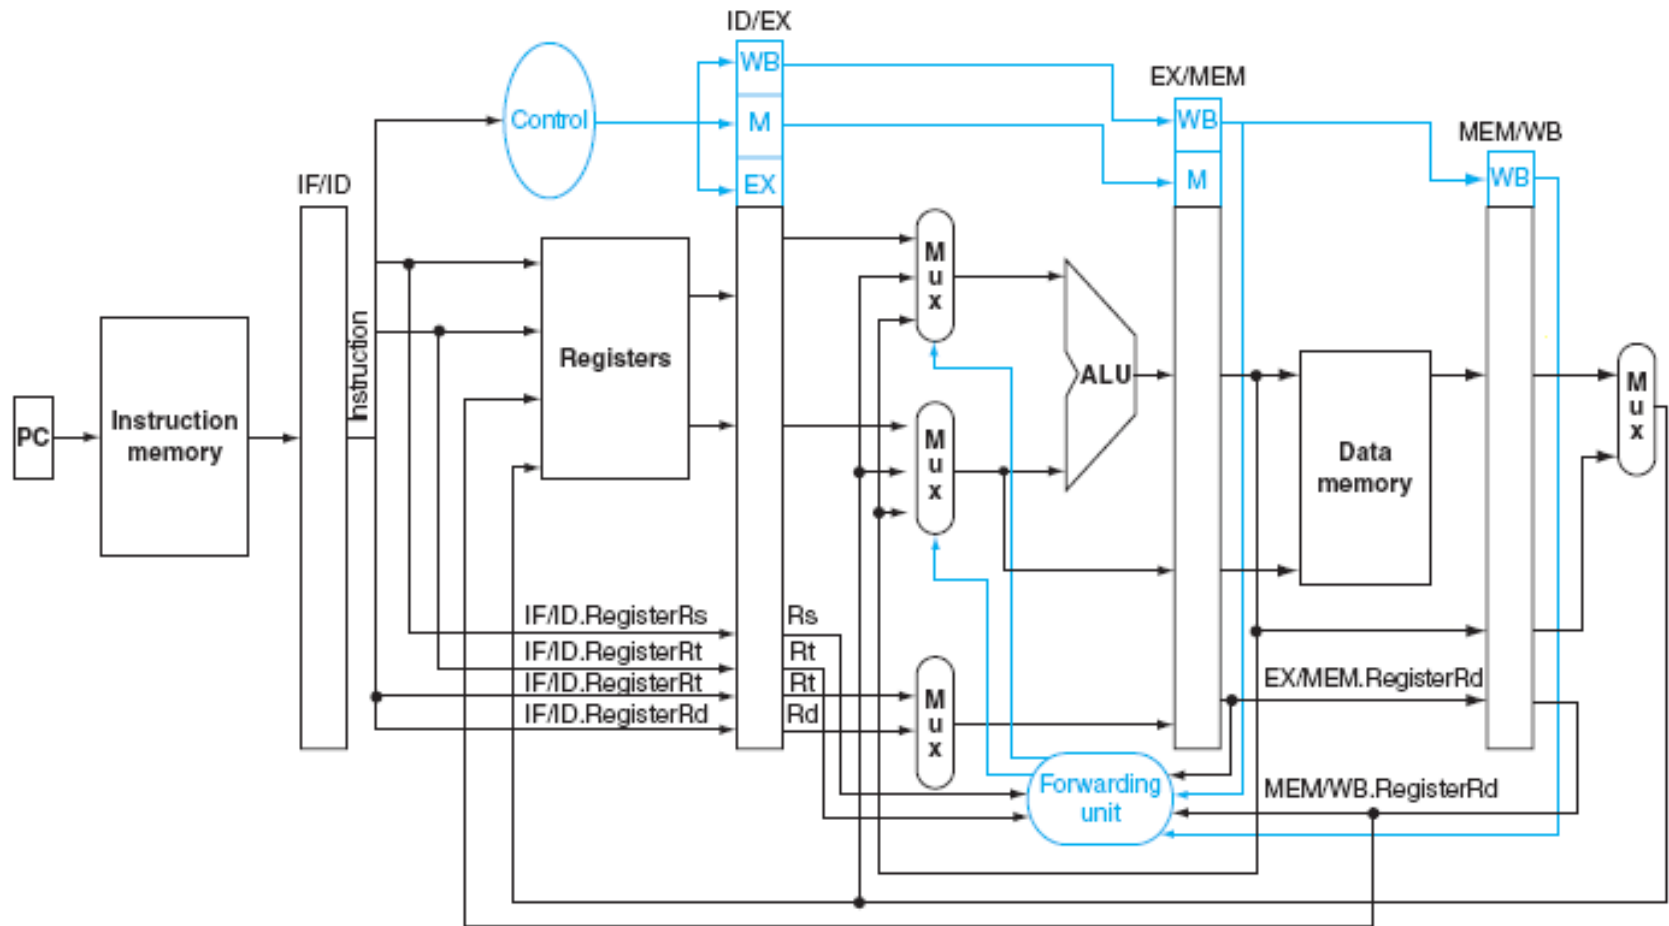 ID/EX
WB
M
EX
Control
EX/MEM
WB
M
MEM/WB
WB
IF/ID
PC
Instruction
memory
Instruction
Registers
M
u
x
M
u
x
ALU
Data
memory
M
u
x
IF/ID.RegisterRs
IF/ID.RegisterRt
IF/ID.RegisterRt
IF/ID.RegisterRd
Rs
Rt
Rt
Rd
M
u
x
EX/MEM.RegisterRd
Forwarding
unit
MEM/WB.RegisterRd